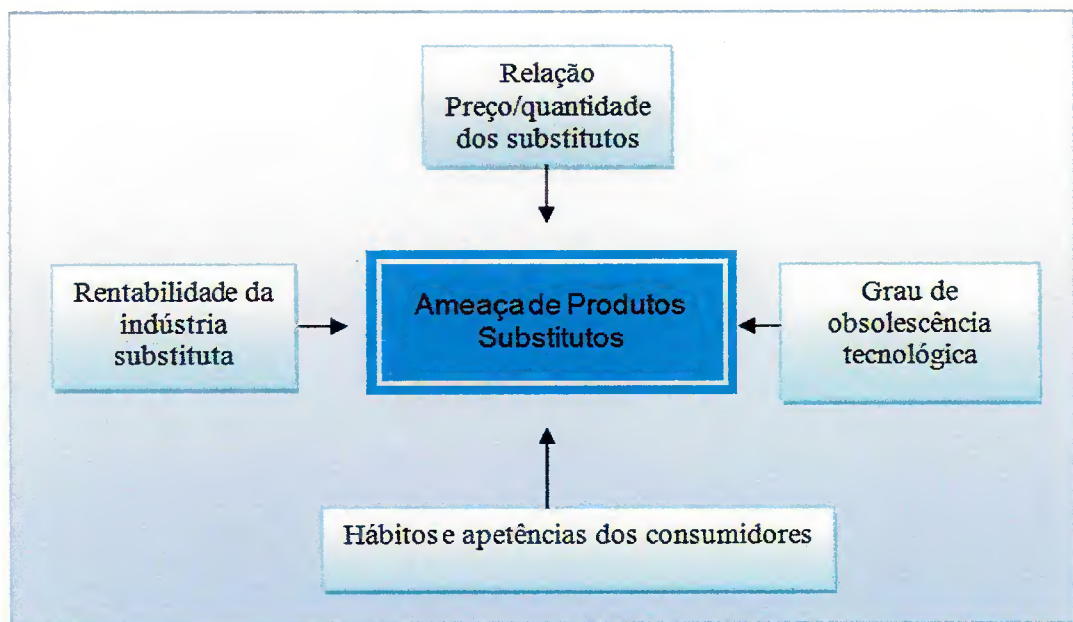 Relação
Preço/quantidade
dos substitutos
Rentabilidade da
indústria
substituta
Ameaça de Produtos
Substitutos
Grau de
obsolescência
tecnológica
Hábitos e apetências dos consumidores